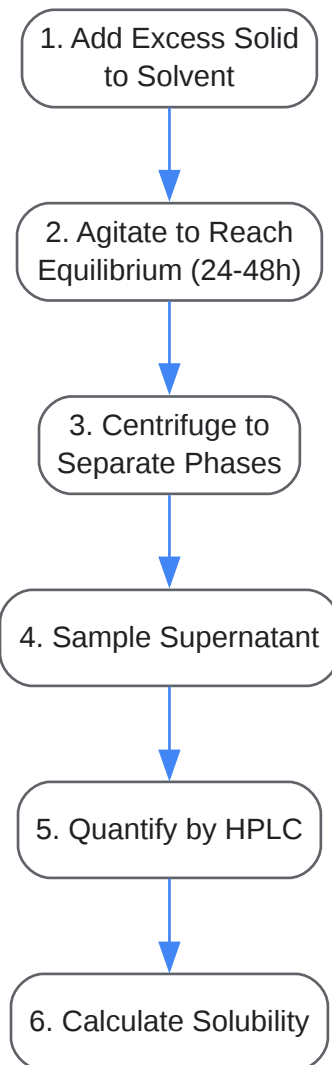 1. Add Excess Solid
to Solvent
2. Agitate to Reach
Equilibrium (24-48h)
3. Centrifuge to
Separate Phases
4. Sample Supernatant
5. Quantify by HPLC
6. Calculate Solubility